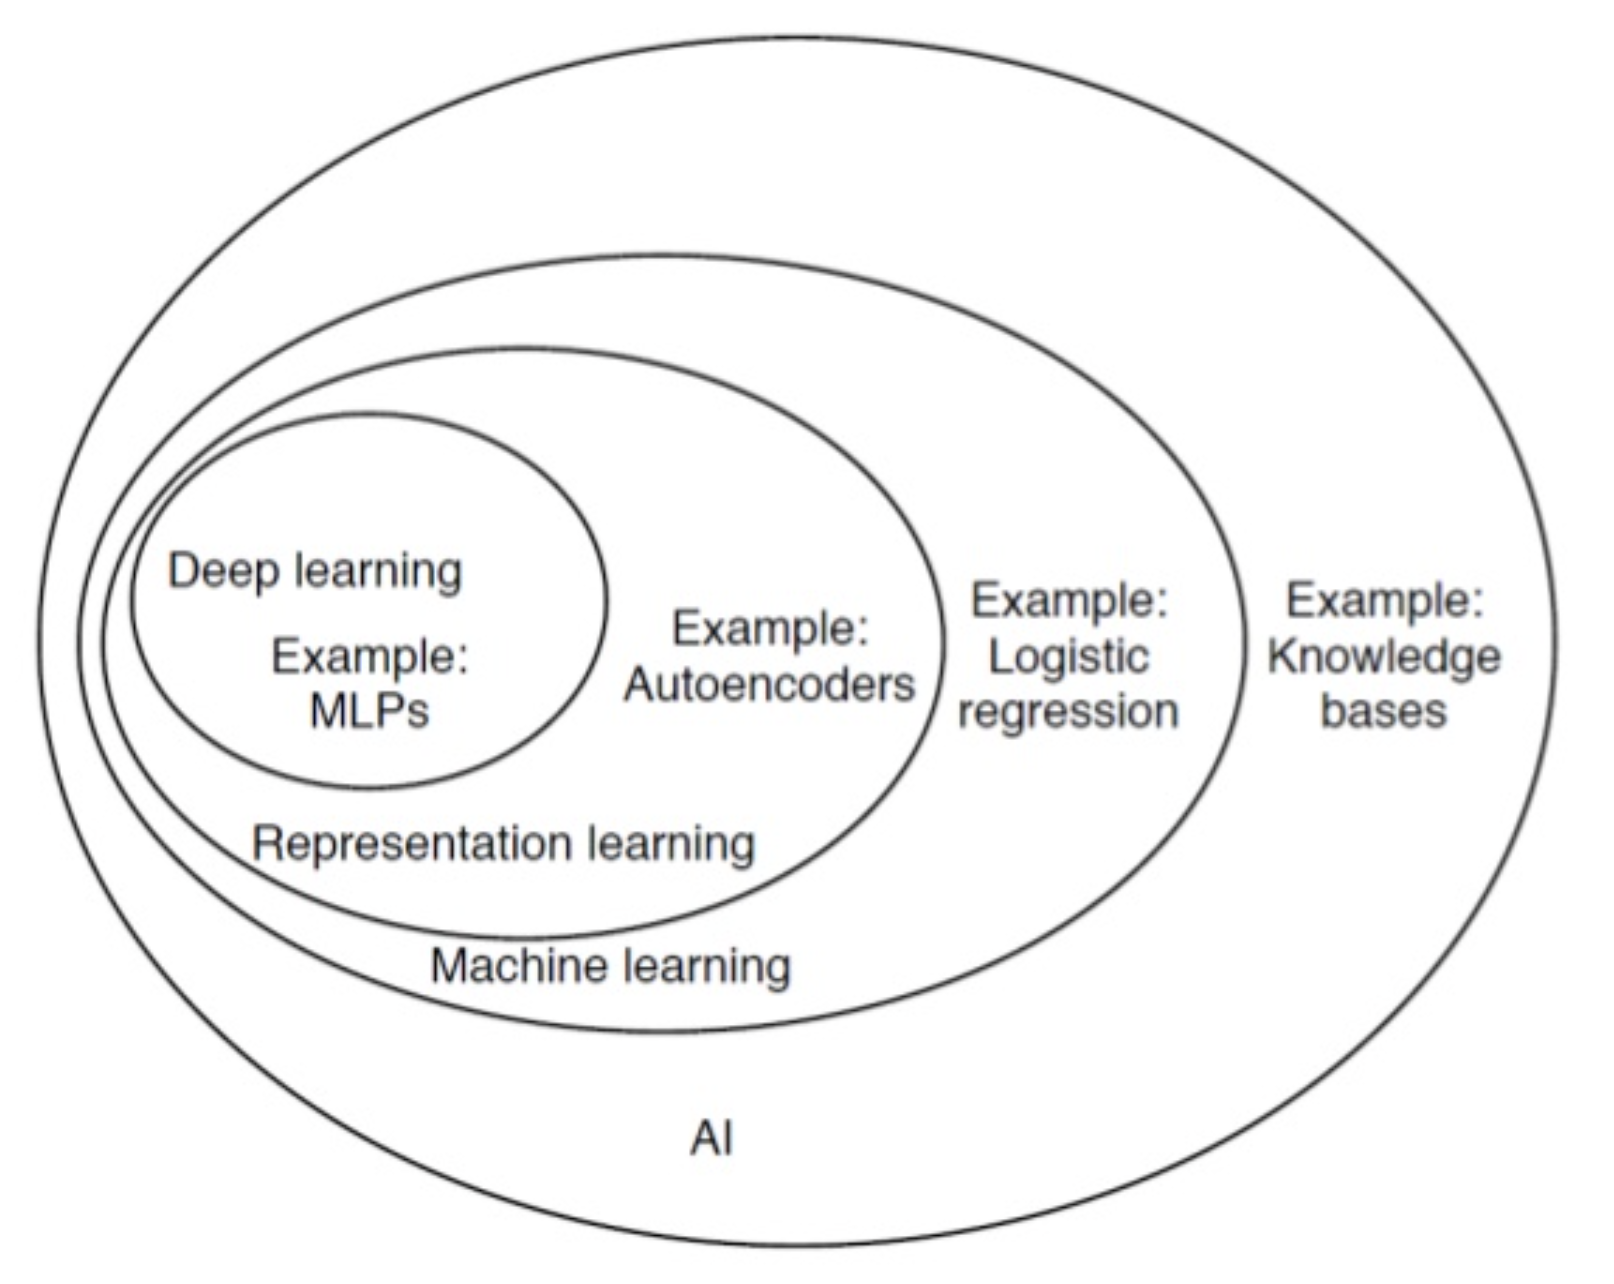 Deep learning
Example:
MLPs
Example:
Autoencoders
Example:
Logistic
regression
Example:
Knowledge
bases
Representation learning
Machine learning
AI